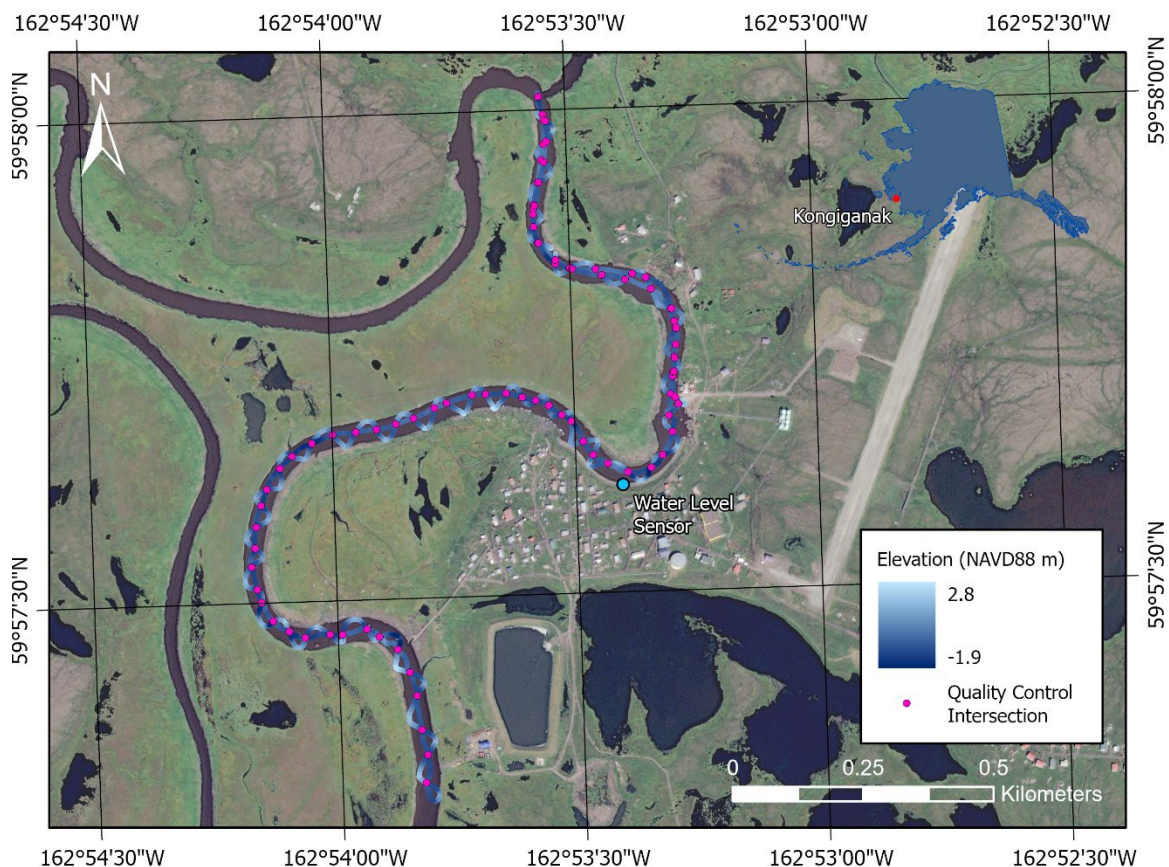 162°54'30"W 162°54'00"W 162°53'30"W 162°53'00"W 162°52'30"W
N
59°58'00"N
59°58'00"N
Kongiganak
Water Level
Sensor
59°57'30"N
59°57'30"N
Elevation (NAVD88 m)
2.8
-1.9
Quality Control
Intersection
0 0.25 0.5
Kilometers
162°54'30"W 162°54'00"W 162°53'30"W 162°53'00"W 162°52'30"W